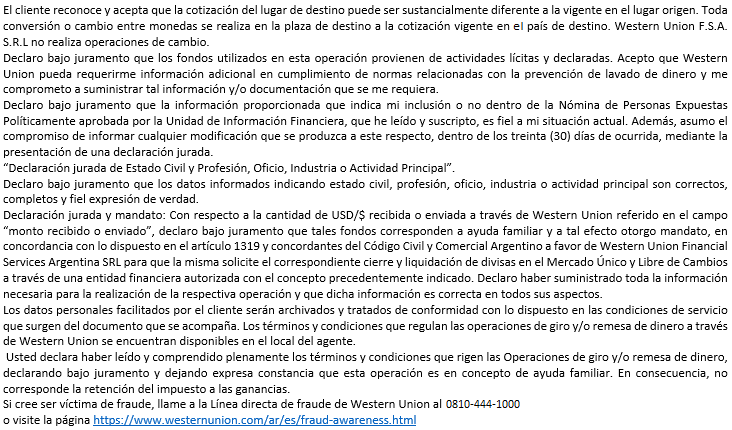 El cliente reconoce y acepta que la cotización del lugar de destino puede ser sustancialmente diferente a la vigente en el lugar origen. Toda
conversión o cambio entre monedas se realiza en la plaza de destino a la cotización vigente en el país de destino. Western Union F.S.A.
S.R.L no realiza operaciones de cambio.
Declaro bajo juramento que los fondos utilizados en esta operación provienen de actividades lícitas y declaradas. Acepto que Western
Union pueda requerirme información adicional en cumplimiento de normas relacionadas con la prevención de lavado de dinero y me
comprometo a suministrar tal información y/o documentación que se me requiera.
Declaro bajo juramento que la información proporcionada que indica mi inclusión o no dentro de la Nómina de Personas Expuestas
Políticamente aprobada por la Unidad de Información Financiera, que he leído y suscripto, es fiel a mi situación actual. Además, asumo el
compromiso de informar cualquier modificación que se produzca a este respecto, dentro de los treinta (30) días de ocurrida, mediante la
presentación de una declaración jurada.
“Declaración jurada de Estado Civil y Profesión, Oficio, Industria o Actividad Principal”.
Declaro bajo juramento que los datos informados indicando estado civil, profesión, oficio, industria o actividad principal son correctos,
completos y fiel expresión de verdad.
Declaración jurada y mandato: Con respecto a la cantidad de USD/$ recibida o enviada a través de Western Union referido en el campo
“monto recibido o enviado”, declaro bajo juramento que tales fondos corresponden a ayuda familiar y a tal efecto otorgo mandato, en
concordancia con lo dispuesto en el artículo 1319 y concordantes del Código Civil y Comercial Argentino a favor de Western Union Financial
Services Argentina SRL para que la misma solicite el correspondiente cierre y liquidación de divisas en el Mercado Único y Libre de Cambios
a través de una entidad financiera autorizada con el concepto precedentemente indicado. Declaro haber suministrado toda la información
necesaria para la realización de la respectiva operación y que dicha información es correcta en todos sus aspectos.
Los datos personales facilitados por el cliente serán archivados y tratados de conformidad con lo dispuesto en las condiciones de servicio
que surgen del documento que se acompaña. Los términos y condiciones que regulan las operaciones de giro y/o remesa de dinero a través
de Western Union se encuentran disponibles en el local del agente.
Usted declara haber leído y comprendido plenamente los términos y condiciones que rigen las Operaciones de giro y/o remesa de dinero,
declarando bajo juramento y dejando expresa constancia que esta operación es en concepto de ayuda familiar. En consecuencia, no
corresponde la retención del impuesto a las ganancias.
Si cree ser víctima de fraude, llame a la Línea directa de fraude de Western Union al 0810-444-1000
o visite la página https://www.westernunion.com/ar/es/fraud-awareness.html